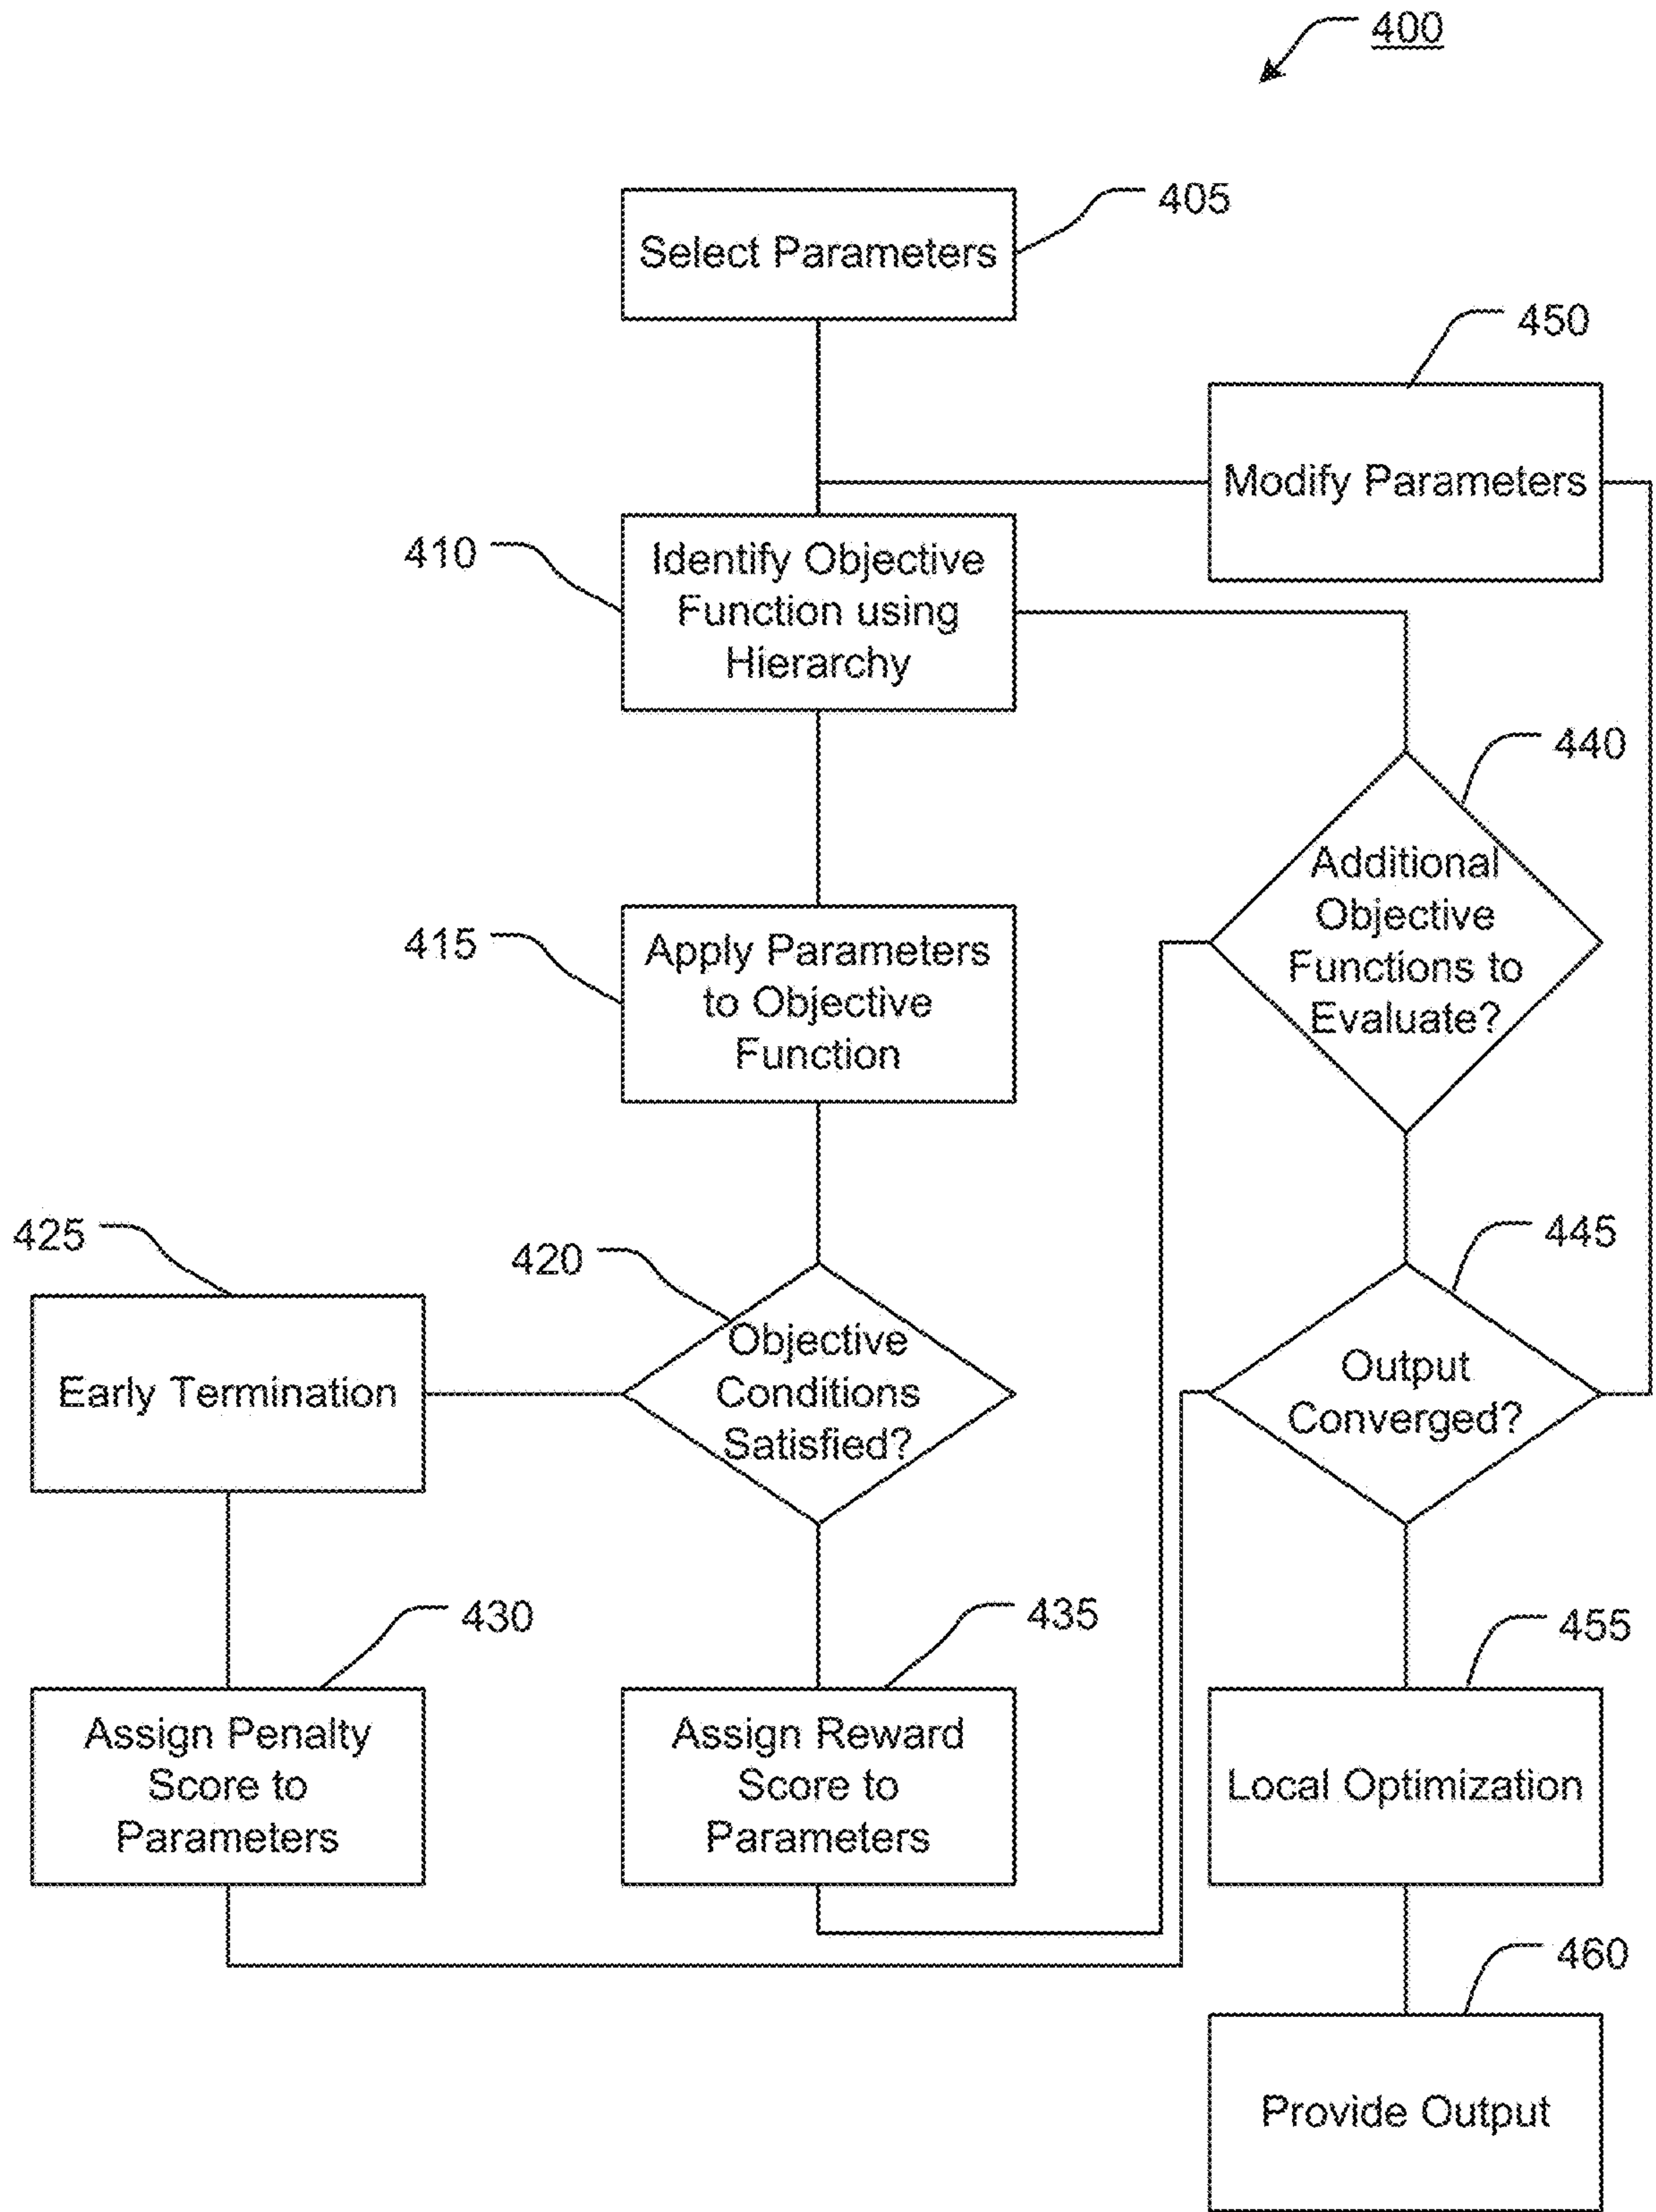 400
405
Select Parameters
450
Modify Parameters
410
Identify Objective
Function using
Hierarchy
440
Additional
Objective
Functions to
Evaluate?
415
Apply Parameters
to Objective
Function
425
Early Termination
420
Objective
Conditions
Satisfied?
445
Output
Converged?
430
Assign Penalty
Score to
Parameters
435
Assign Reward
Score to
Parameters
455
Local Optimization
460
Provide Output